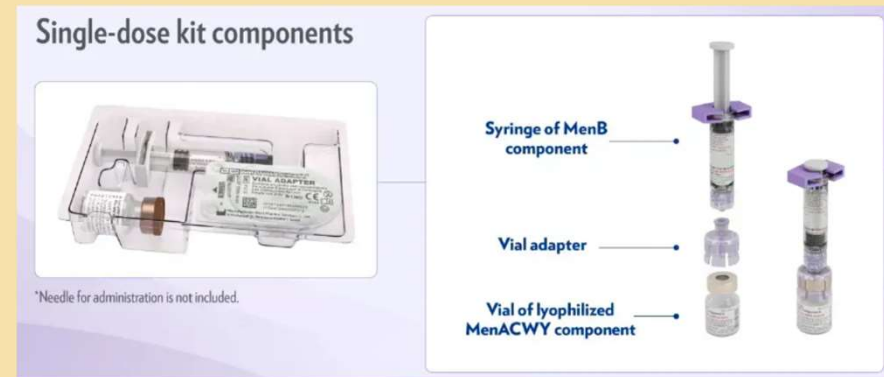 Single-dose kit components
VIAL ADAPTER
*Needle for administration is not included.
Syringe of MenB
component
Vial adapter
Vial of lyophilized
MenACWY component